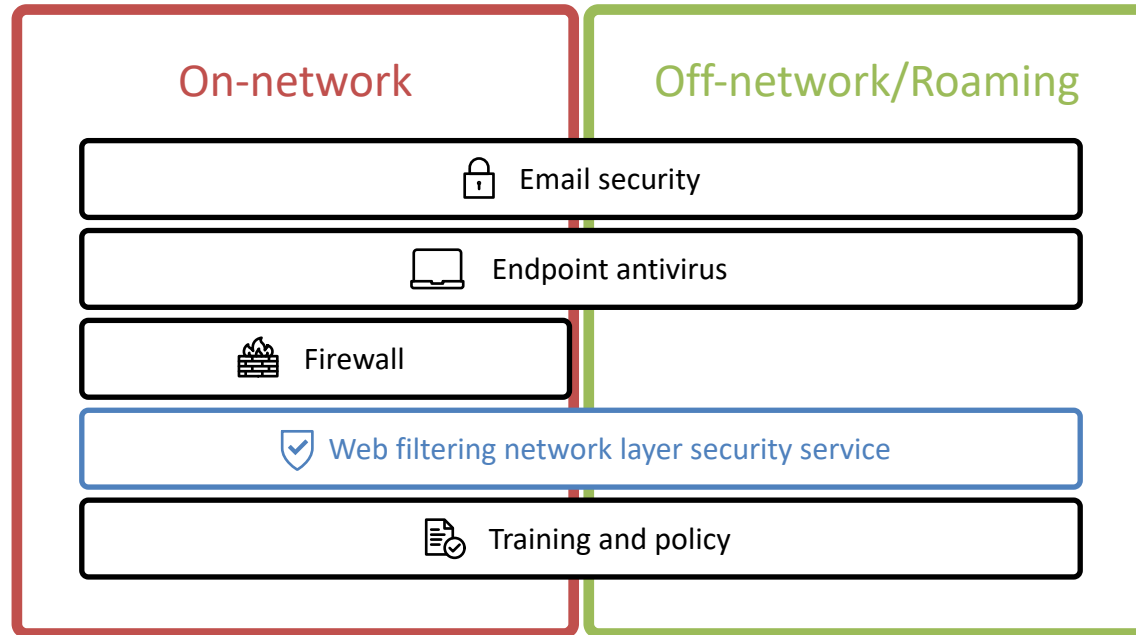 On-network
Off-network/Roaming
Email security
Endpoint antivirus
Firewall
Web filtering network layer security service
Training and policy